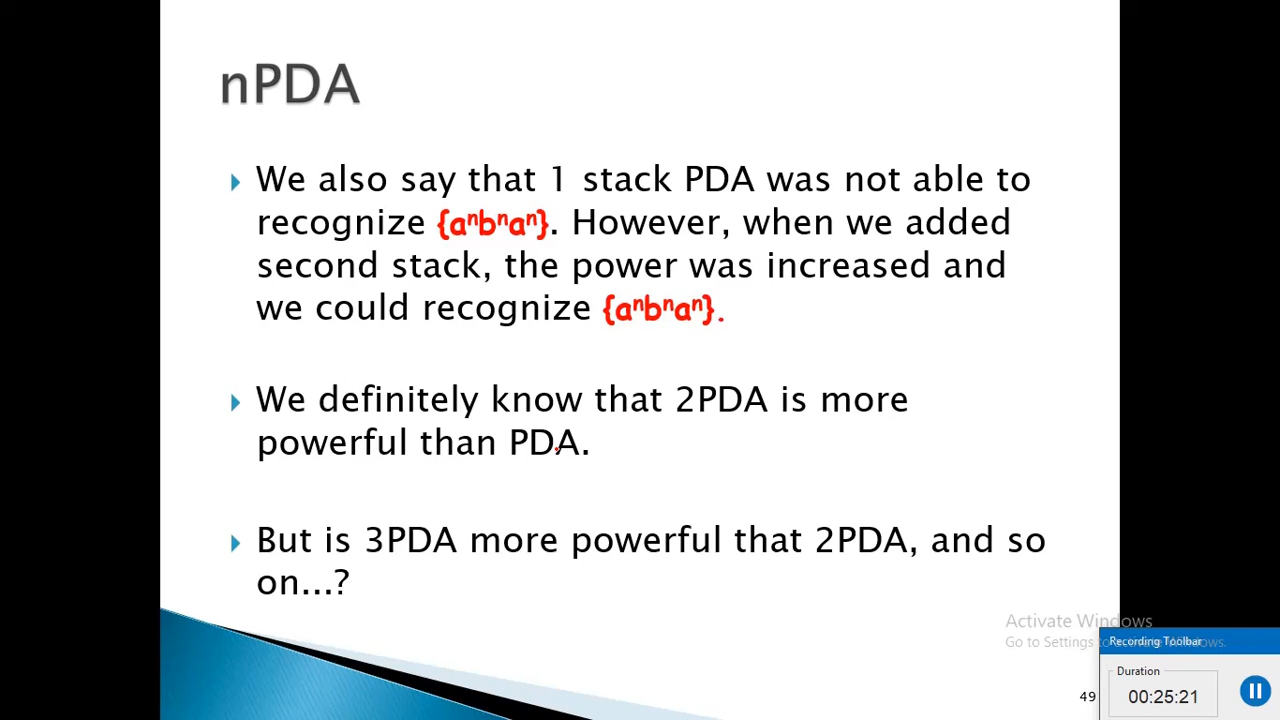 nPDA
We also say that 1 stack PDA was not able to
recognize {aⁿbⁿaⁿ}. However, when we added
second stack, the power was increased and
we could recognize {aⁿbⁿaⁿ}.
We definitely know that 2PDA is more
powerful than PDA.
But is 3PDA more powerful that 2PDA, and so
on...?
Activate Windows
Go to Settings to activate Windows.
Recording Toolbar
Duration
00:25:21
49